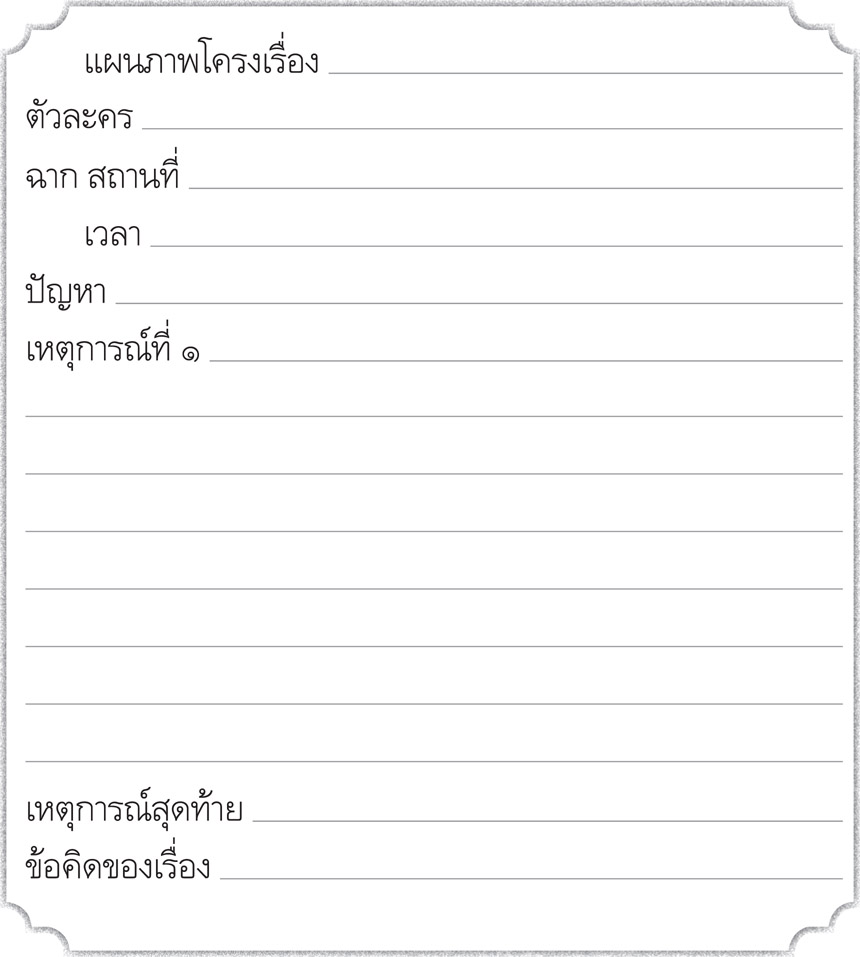 แผนภาพโครงเรื่อง
ตัวละคร
ฉาก สถานที่
เวลา
ปัญหา
เหตุการณ์ที่ ๑
เหตุการณ์สุดท้าย
ข้อคิดของเรื่อง